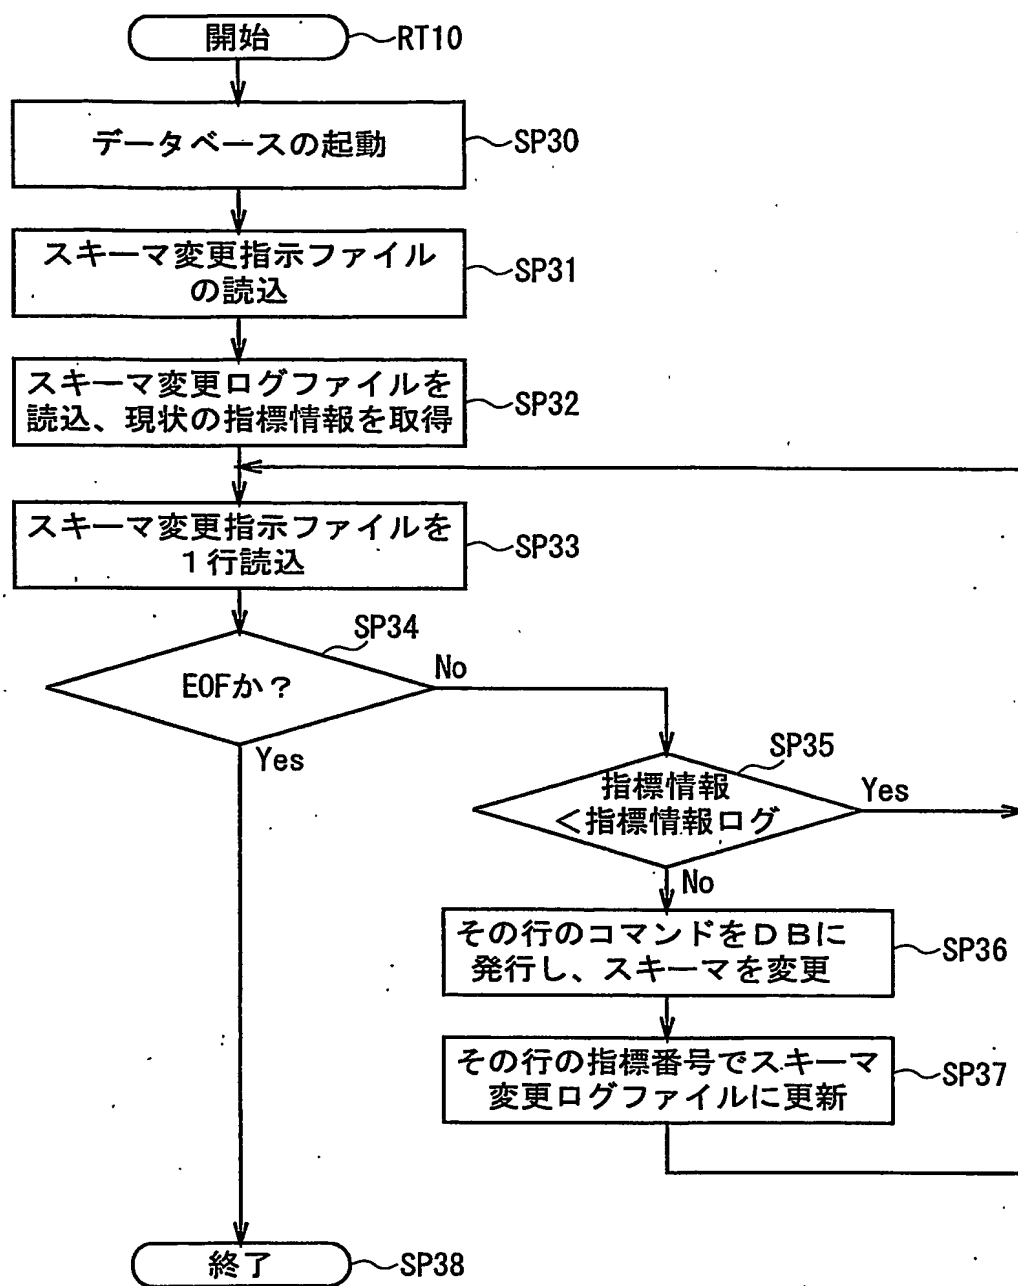 開始
RT10
データベースの起動
SP30
スキーマ変更指示ファイル
の読込
SP31
スキーマ変更ログファイルを
読込、現状の指標情報を取得
SP32
スキーマ変更指示ファイルを
1行読込
SP33
SP34
EOFか？
No
Yes
SP35
指標情報
＜指標情報ログ
Yes
No
その行のコマンドをＤＢに
発行し、スキーマを変更
SP36
その行の指標番号でスキーマ
変更ログファイルに更新
SP37
終了
SP38